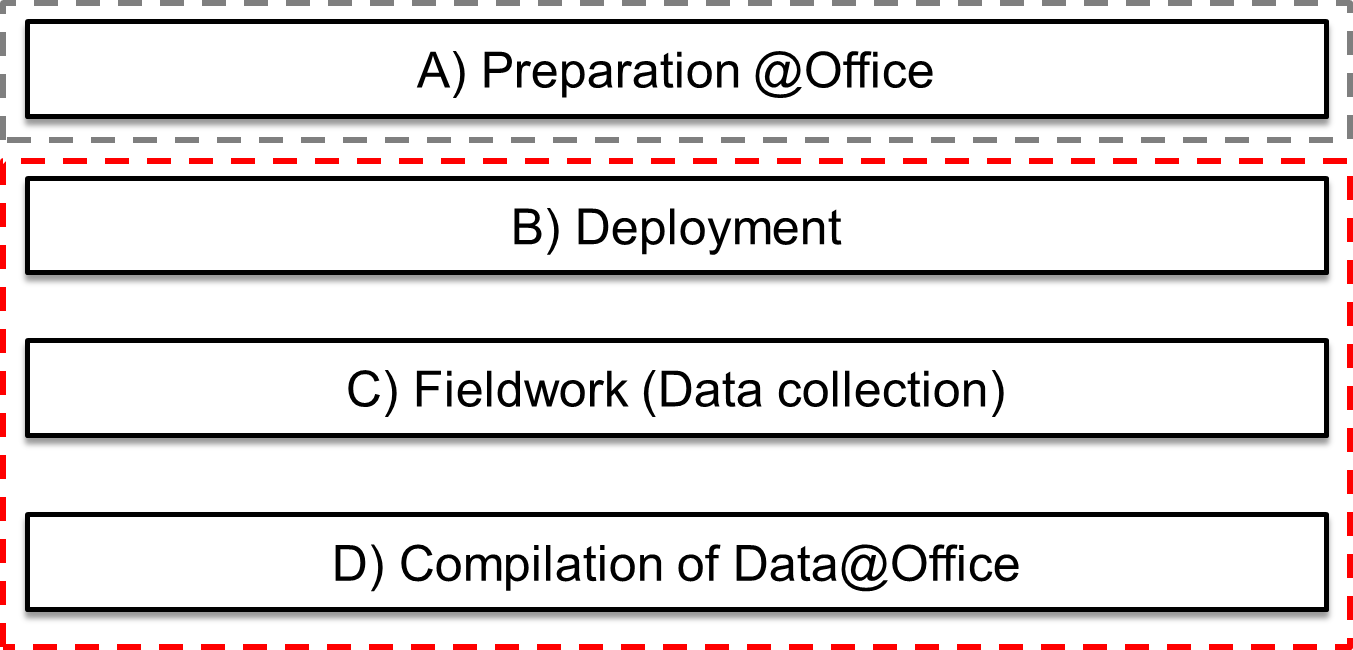 A) Preparation @Office
B) Deployment
C) Fieldwork (Data collection)
D) Compilation of Data@Office